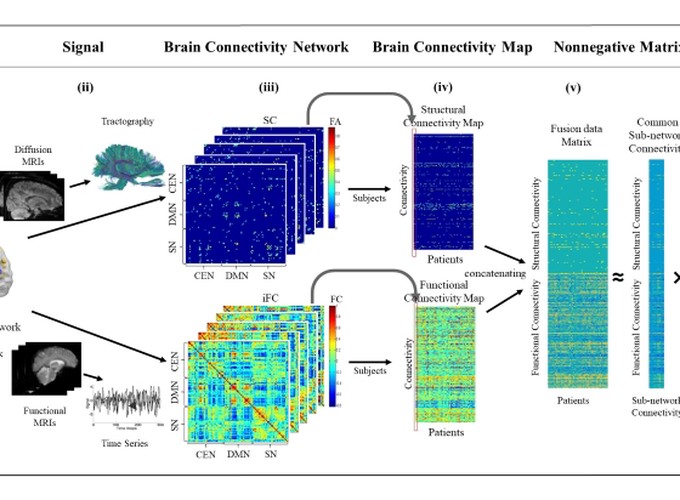 Signal
Brain Connectivity Network
Brain Connectivity Map
Nonnegative Matrix
(ii)
(iii)
(iv)
(v)
Diffusion
MRIs
Tractography
SC
FA
CEN
DMN
SN
CEN DMN SN
Subjects
Structural
Connectivity Map
Connectivity
Patients
Functional
MRIs
Time Series
iFC
FC
CEN
DMN
SN
CEN DMN SN
Subjects
Functional
Connectivity Map
Connectivity
Patients
concatenating
Fusion data
Matrix
Structural Connectivity
Functional Connectivity
Patients
≈
Common
Sub-network
Connectivity
Structural Connectivity
Functional Connectivity
Sub-network
Connectivity
×